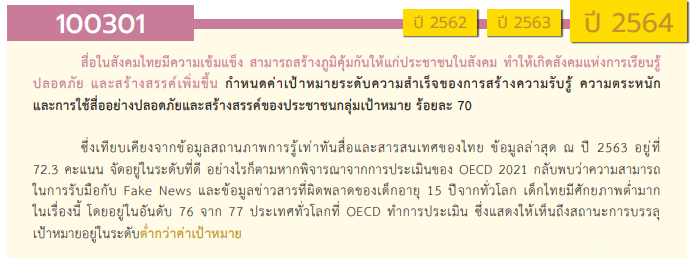 100301
ปี 2562
ปี 2563
ปี 2564
สื่อในสังคมไทยมีความเข้มแข็ง สามารถสร้างภูมิคุ้มกันให้แก่ประชาชนในสังคม ทำให้เกิดสังคมแห่งการเรียนรู้
ปลอดภัย และสร้างสรรค์เพิ่มขึ้น กำหนดค่าเป้าหมายระดับความสำเร็จของการสร้างความรับรู้ ความตระหนัก
และการใช้สื่ออย่างปลอดภัยและสร้างสรรค์ของประชาชนกลุ่มเป้าหมาย ร้อยละ 70
ซึ่งเทียบเคียงจากข้อมูลสถานภาพการรู้เท่าทันสื่อและสารสนเทศของไทย ข้อมูลล่าสุด ณ ปี 2563 อยู่ที่
72.3 คะแนน จัดอยู่ในระดับที่ดี อย่างไรก็ตามหากพิจารณาจากการประเมินของ OECD 2021 กลับพบว่าความสามารถ
ในการรับมือกับ Fake News และข้อมูลข่าวสารที่ผิดพลาดของเด็กอายุ 15 ปีจากทั่วโลก เด็กไทยมีศักยภาพต่ำมาก
ในเรื่องนี้ โดยอยู่ในอันดับ 76 จาก 77 ประเทศทั่วโลกที่ OECD ทำการประเมิน ซึ่งแสดงให้เห็นถึงสถานะการบรรลุ
เป้าหมายอยู่ในระดับต่ำกว่าค่าเป้าหมาย